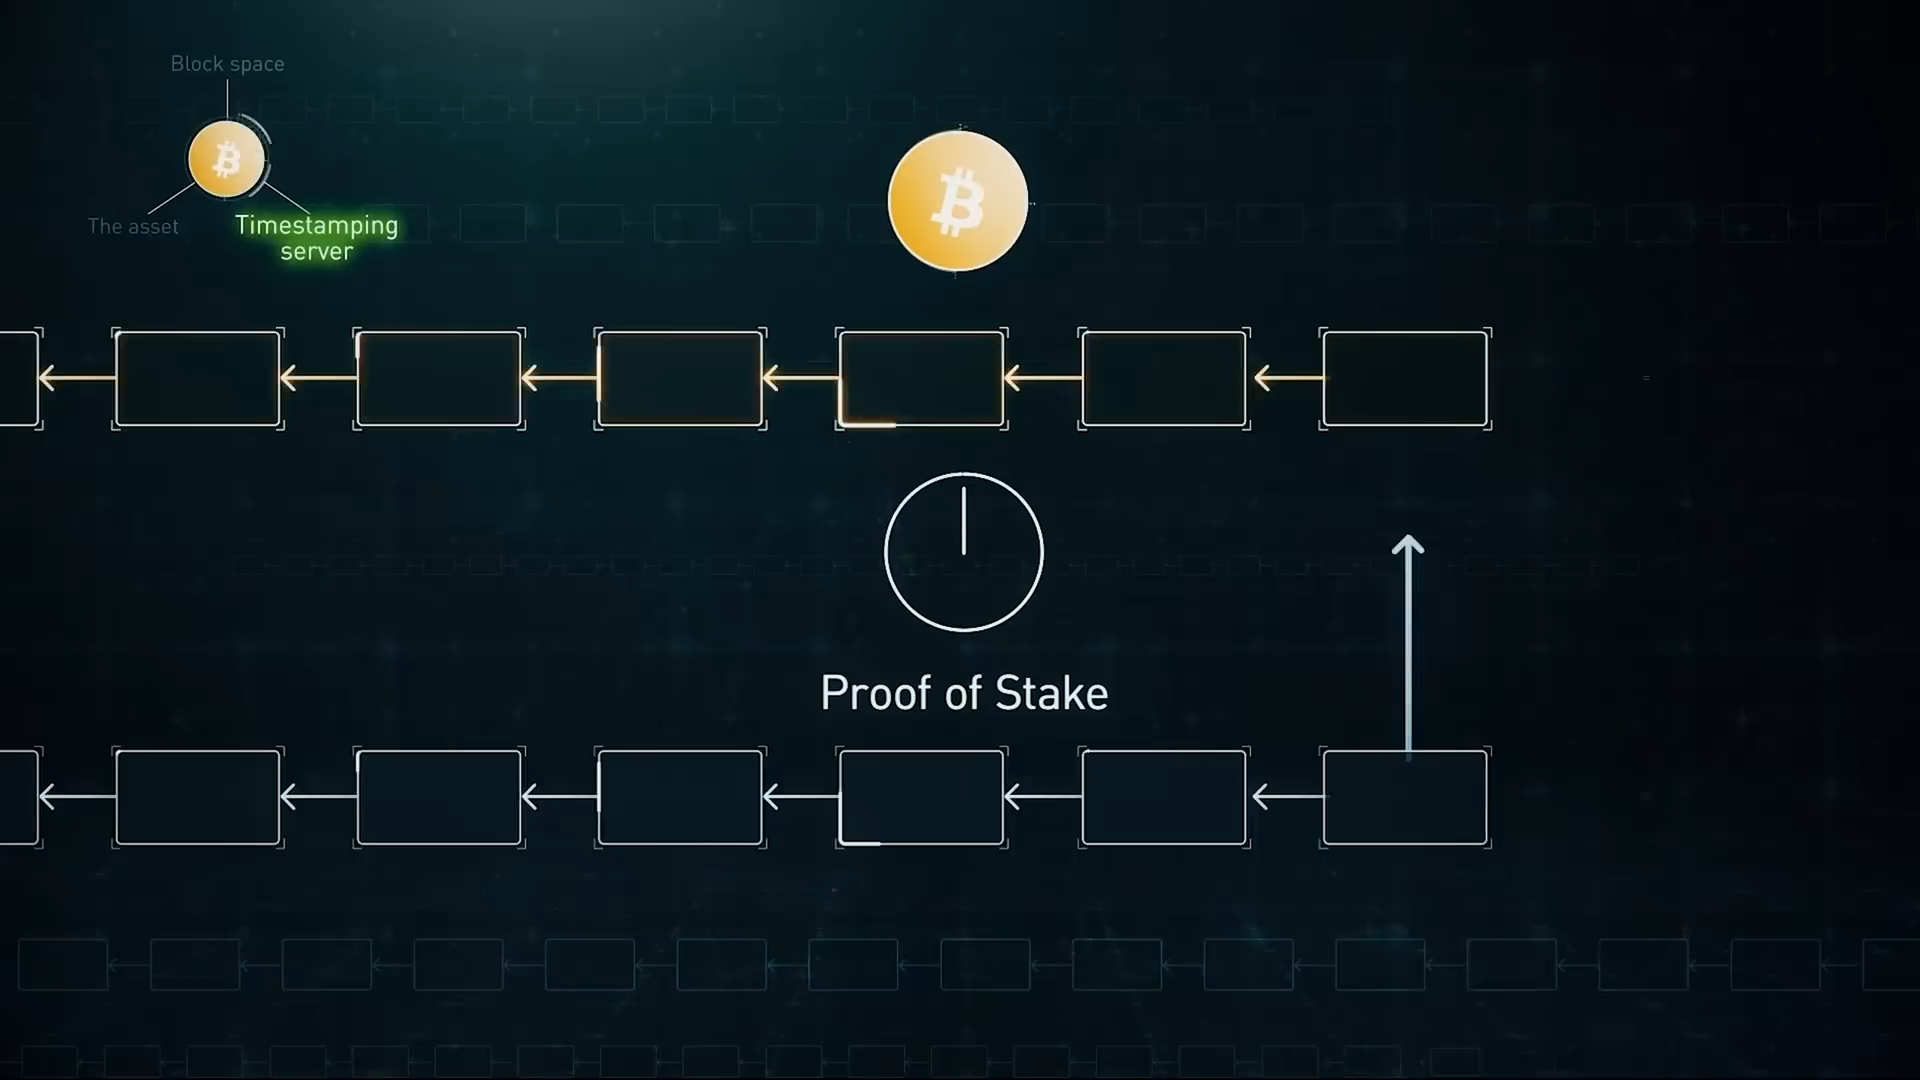 Block space
The asset
Timestamping
server
Proof of Stake